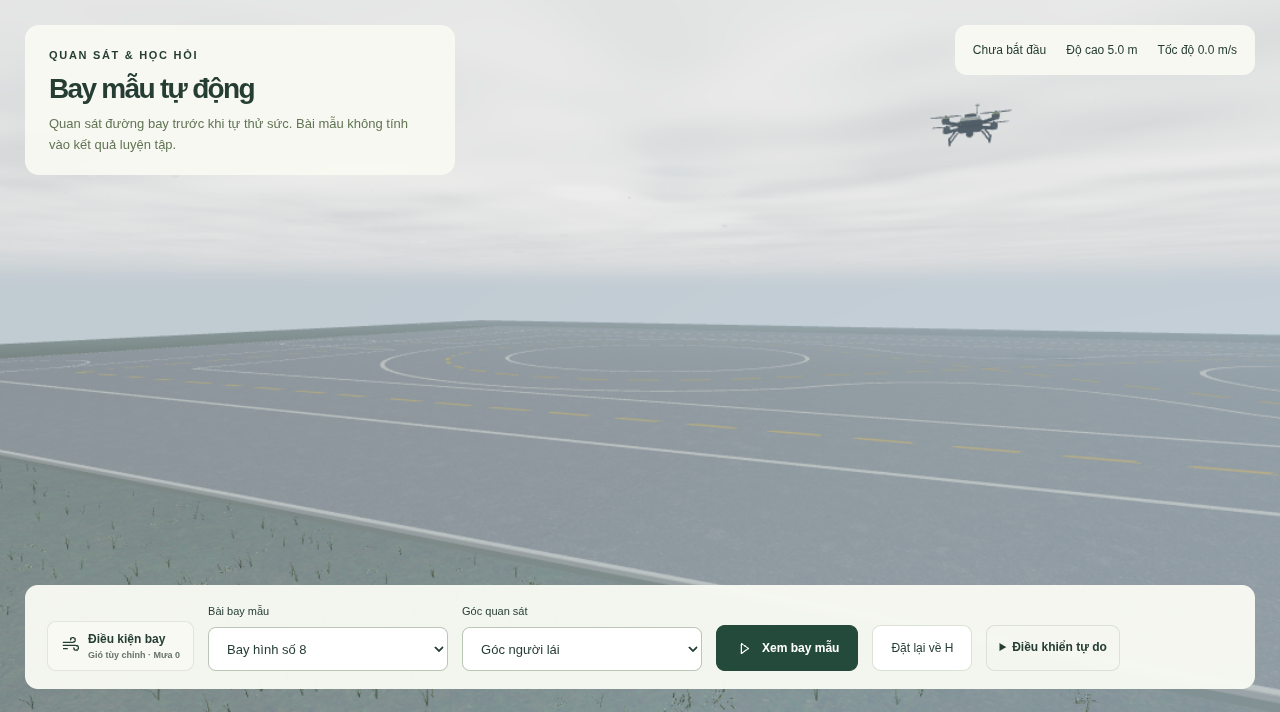 QUAN SÁT & HỌC HỎI
Bay mẫu tự động
Quan sát đường bay trước khi tự thử sức. Bài mẫu không tính
vào kết quả luyện tập.
Chưa bắt đầu Độ cao 5.0 m Tốc độ 0.0 m/s
Bài bay mẫu
Góc quan sát
Điều kiện bay
Gió tùy chỉnh · Mưa 0
Bay hình số 8
Góc người lái
Xem bay mẫu
Đặt lại về H
Điều khiển tự do